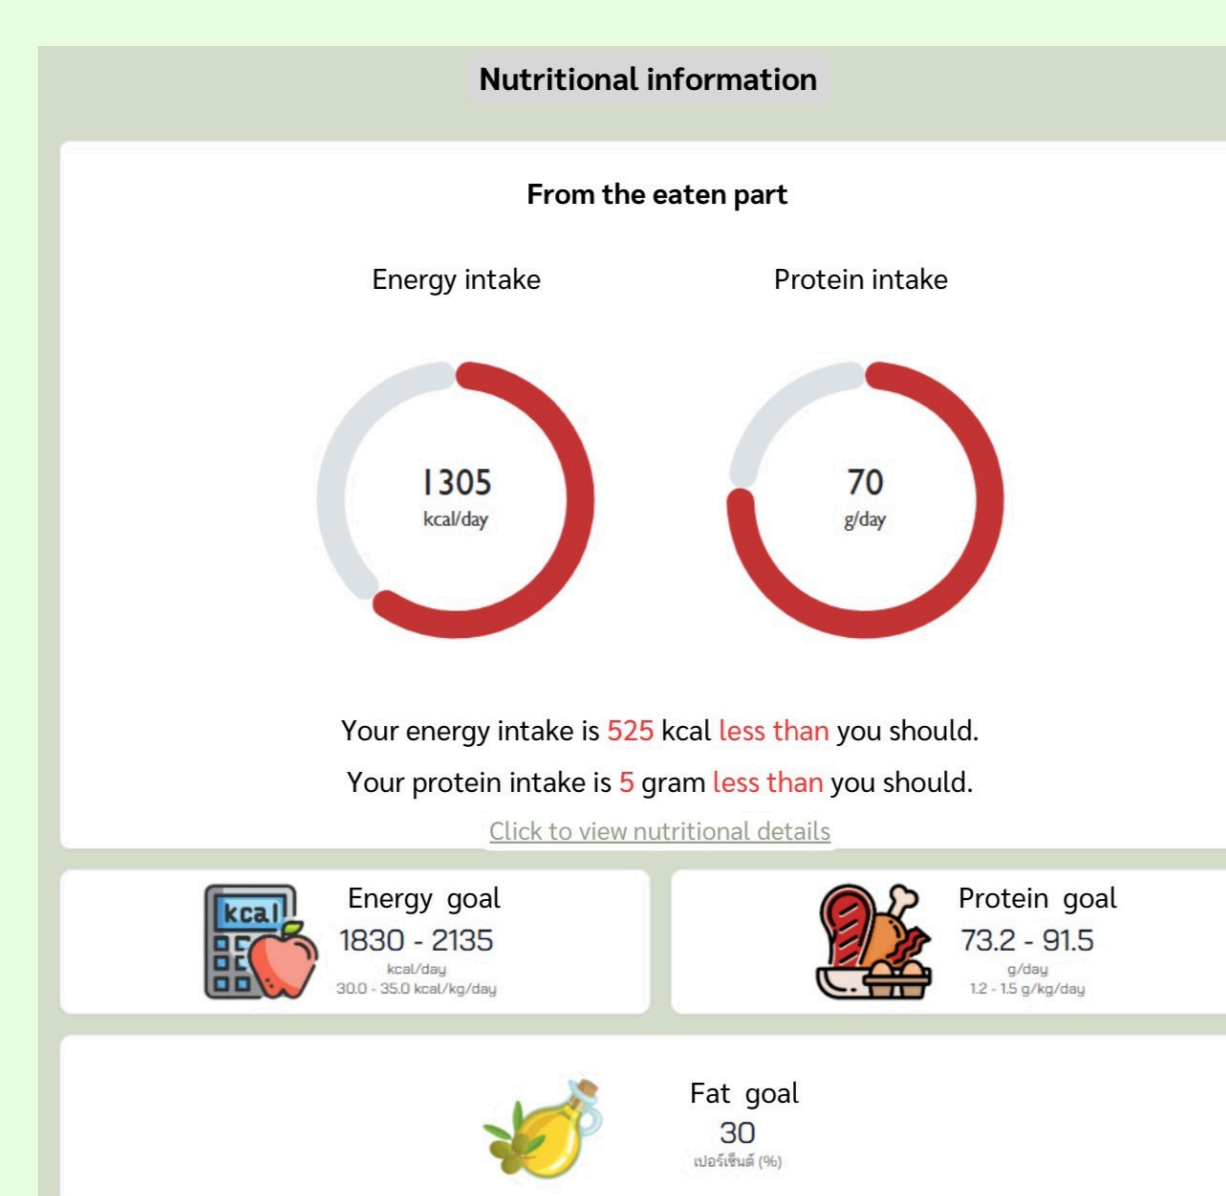 Nutritional information
From the eaten part
Energy intake
Protein intake
1305
kcal/day
70
g/day
Your energy intake is 525 kcal less than you should.
Your protein intake is 5 gram less than you should.
Click to view nutritional details
kcal
Energy goal
1830 - 2135
kcal/day
30.0 - 35.0 kcal/kg/day
Protein goal
73.2 - 91.5
g/day
1.2 - 1.5 g/kg/day
Fat goal
30
เปอร์เซ็นต์ (%)